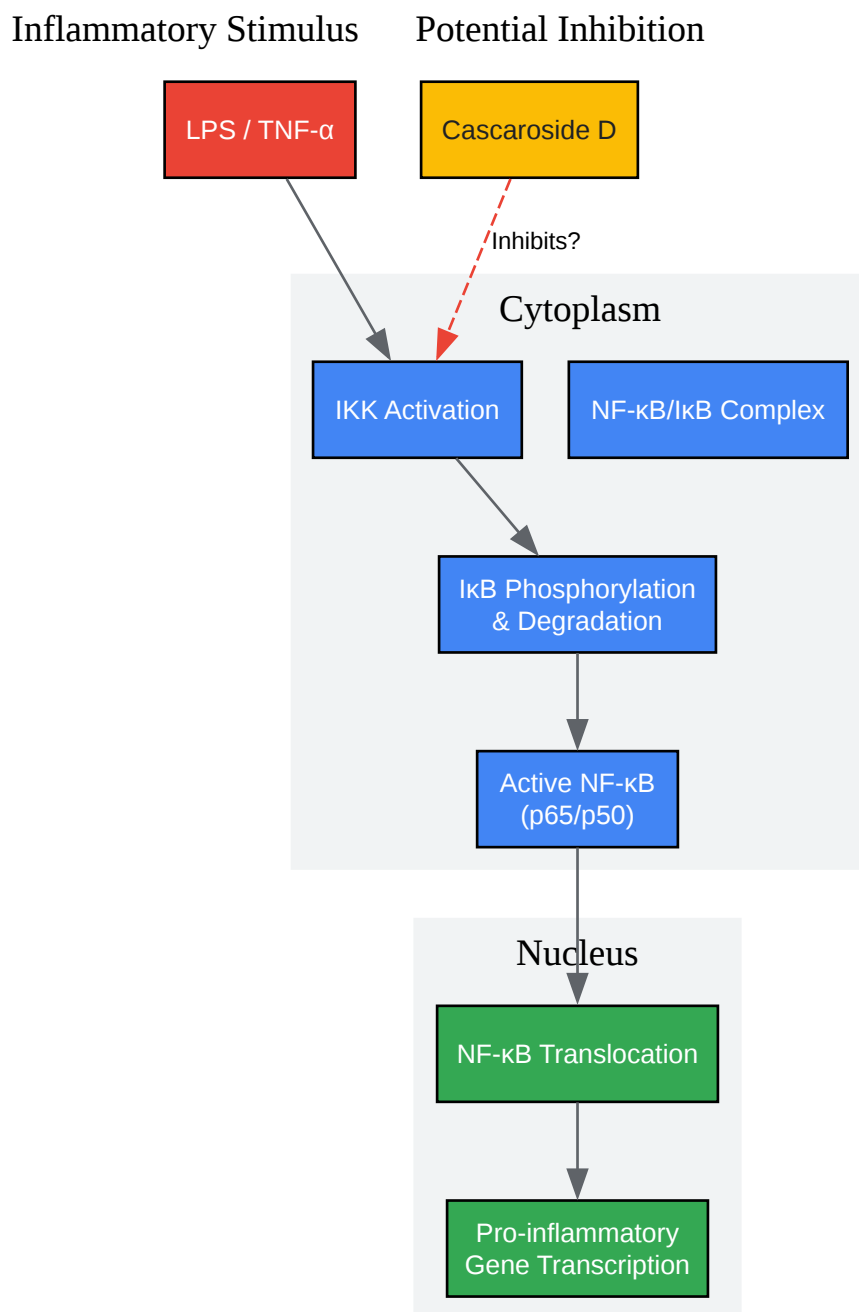 Inflammatory Stimulus
Potential Inhibition
LPS / TNF-α
Cascaroside D
Inhibits?
Cytoplasm
IKK Activation
NF-κB/IκB Complex
IκB Phosphorylation
& Degradation
Active NF-κB
(p65/p50)
Nucleus
NF-κB Translocation
Pro-inflammatory
Gene Transcription